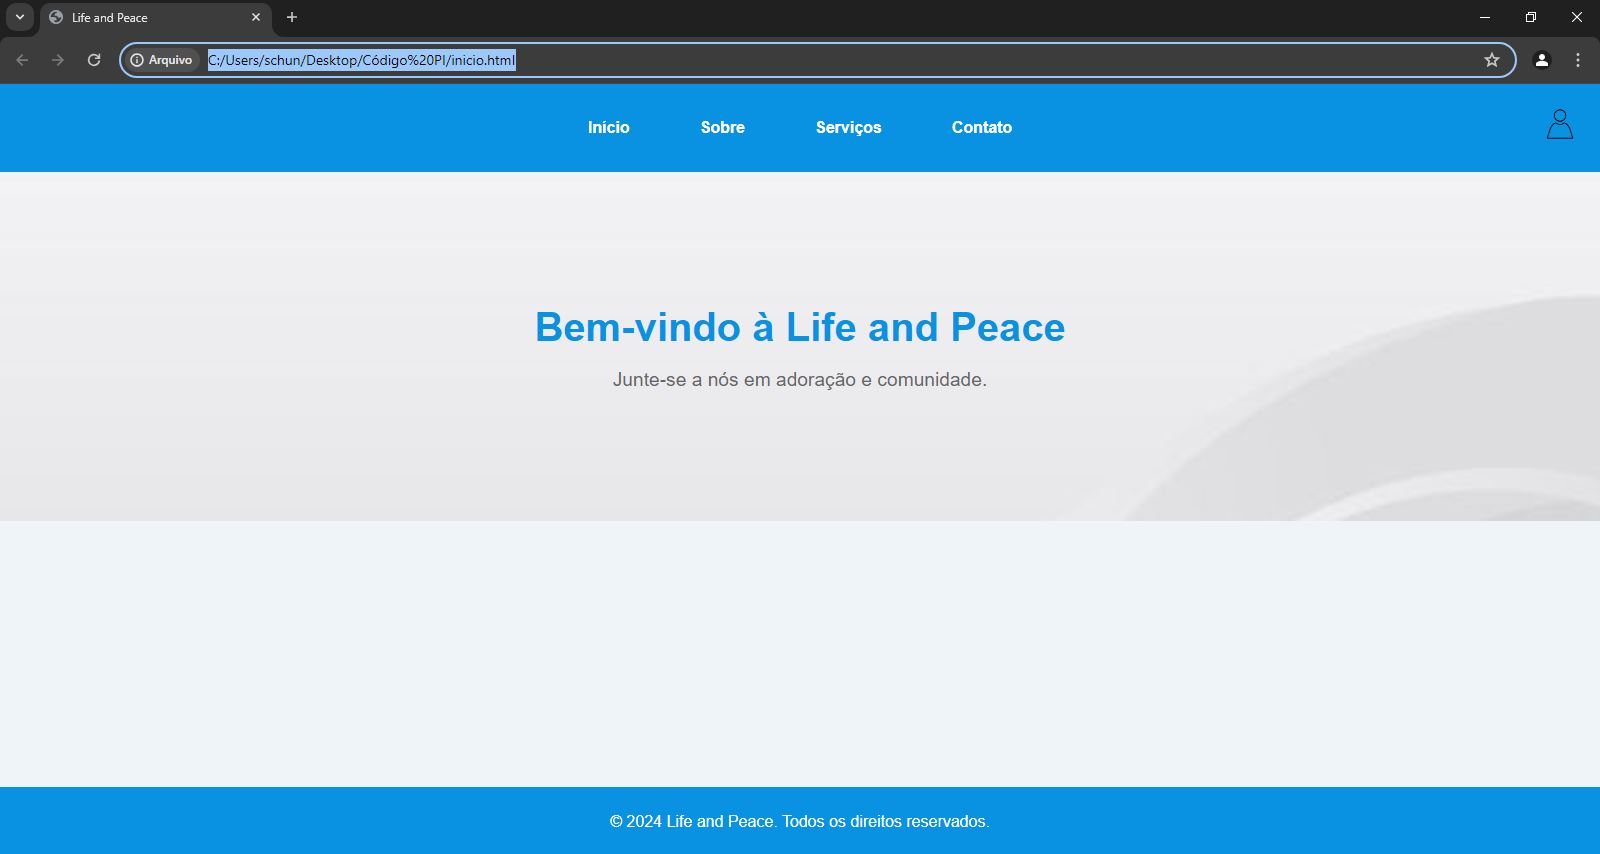 Life and Peace
Arquivo C:/Users/schun/Desktop/Código%20PI/inicio.html
Início Sobre Serviços Contato
Bem-vindo à Life and Peace
Junte-se a nós em adoração e comunidade.
© 2024 Life and Peace. Todos os direitos reservados.